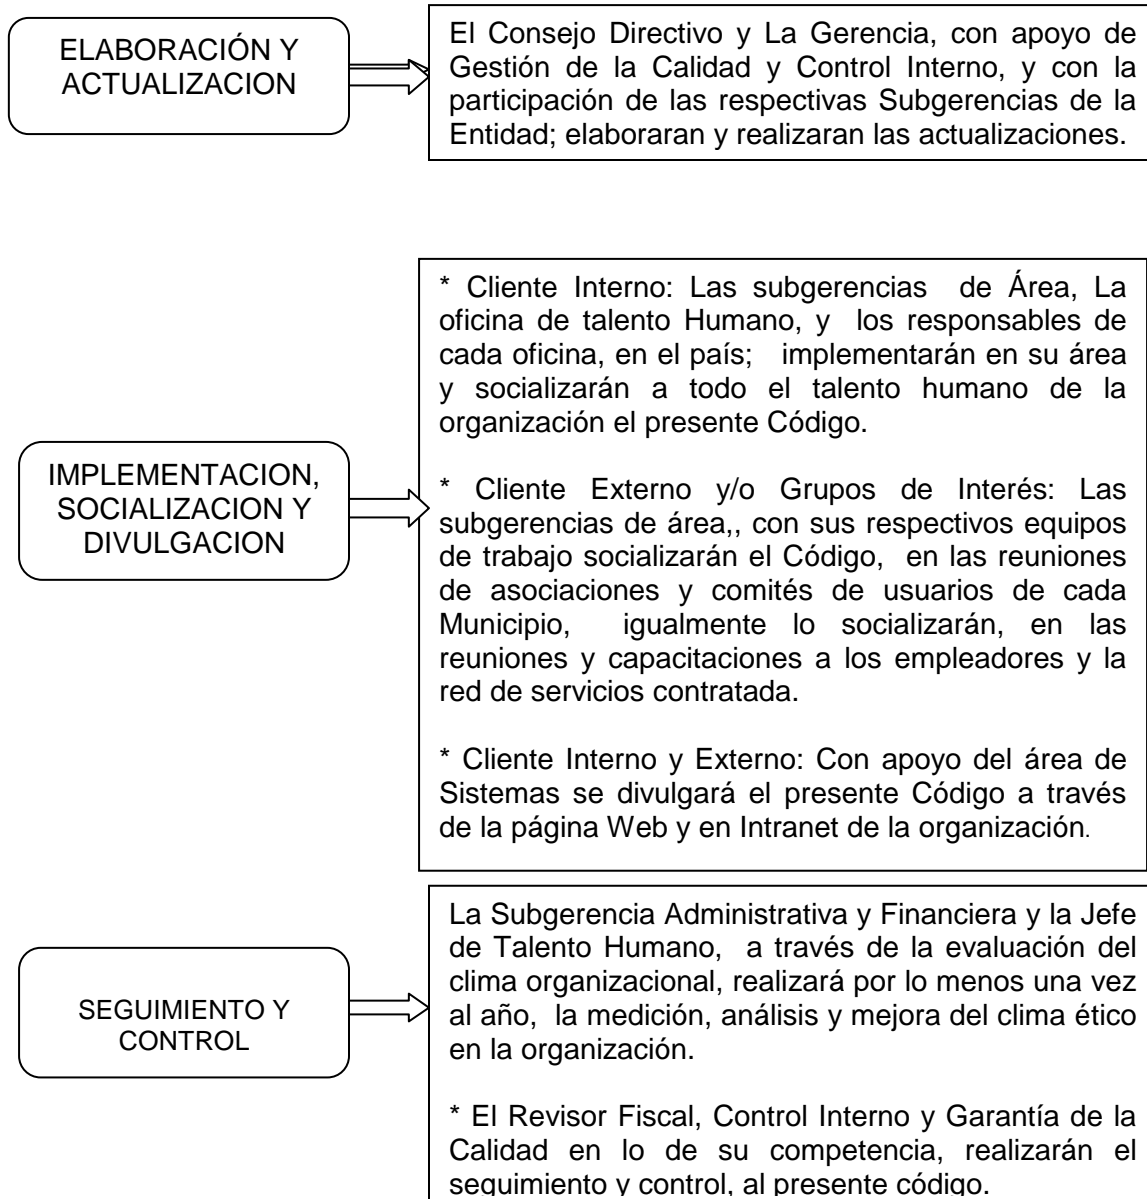 ELABORACIÓN Y
ACTUALIZACION
El Consejo Directivo y La Gerencia, con apoyo de
Gestión de la Calidad y Control Interno, y con la
participación de las respectivas Subgerencias de la
Entidad; elaboraran y realizaran las actualizaciones.
IMPLEMENTACION,
SOCIALIZACION Y
DIVULGACION
* Cliente Interno: Las subgerencias de Área, La
oficina de talento Humano, y los responsables de
cada oficina, en el país; implementarán en su área
y socializarán a todo el talento humano de la
organización el presente Código.
* Cliente Externo y/o Grupos de Interés: Las
subgerencias de área,, con sus respectivos equipos
de trabajo socializarán el Código, en las reuniones
de asociaciones y comités de usuarios de cada
Municipio, igualmente lo socializarán, en las
reuniones y capacitaciones a los empleadores y la
red de servicios contratada.
* Cliente Interno y Externo: Con apoyo del área de
Sistemas se divulgará el presente Código a través
de la página Web y en Intranet de la organización.
SEGUIMIENTO Y
CONTROL
La Subgerencia Administrativa y Financiera y la Jefe
de Talento Humano, a través de la evaluación del
clima organizacional, realizará por lo menos una vez
al año, la medición, análisis y mejora del clima ético
en la organización.
* El Revisor Fiscal, Control Interno y Garantía de la
Calidad en lo de su competencia, realizarán el
seguimiento y control, al presente código.